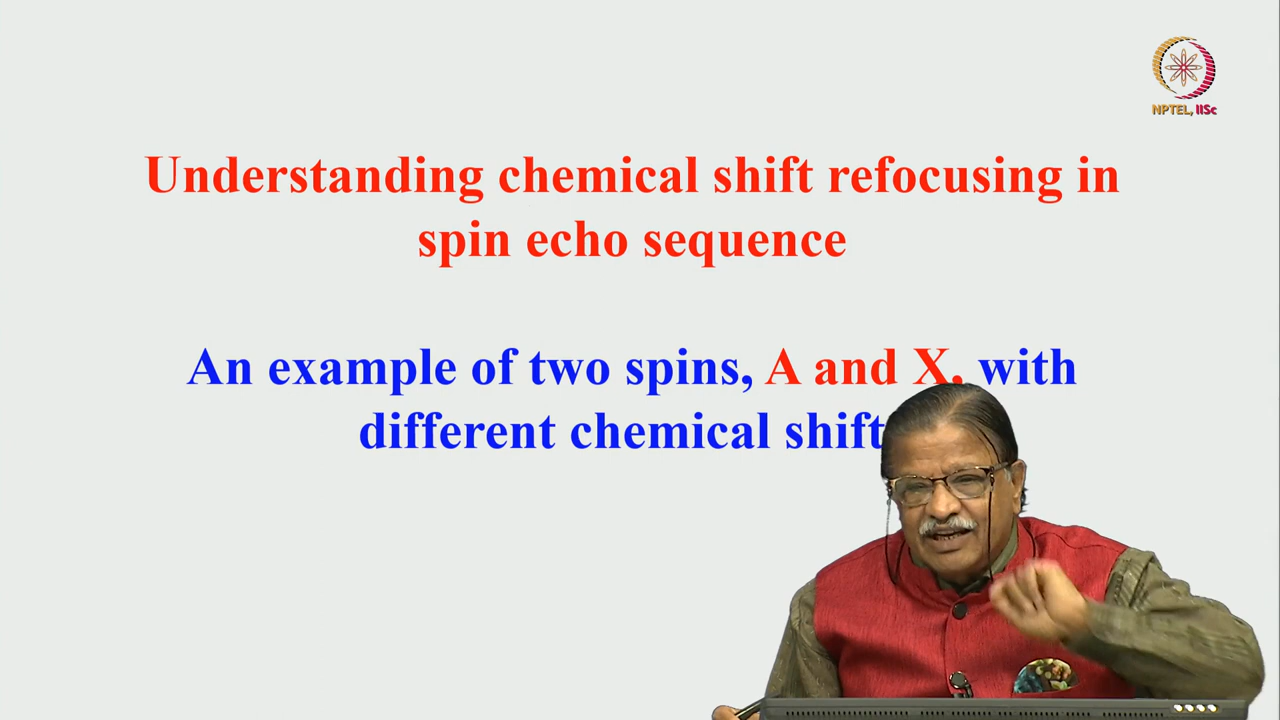 NPTEL, IISc
Understanding chemical shift refocusing in
spin echo sequence
An example of two spins, A and X, with
different chemical shift